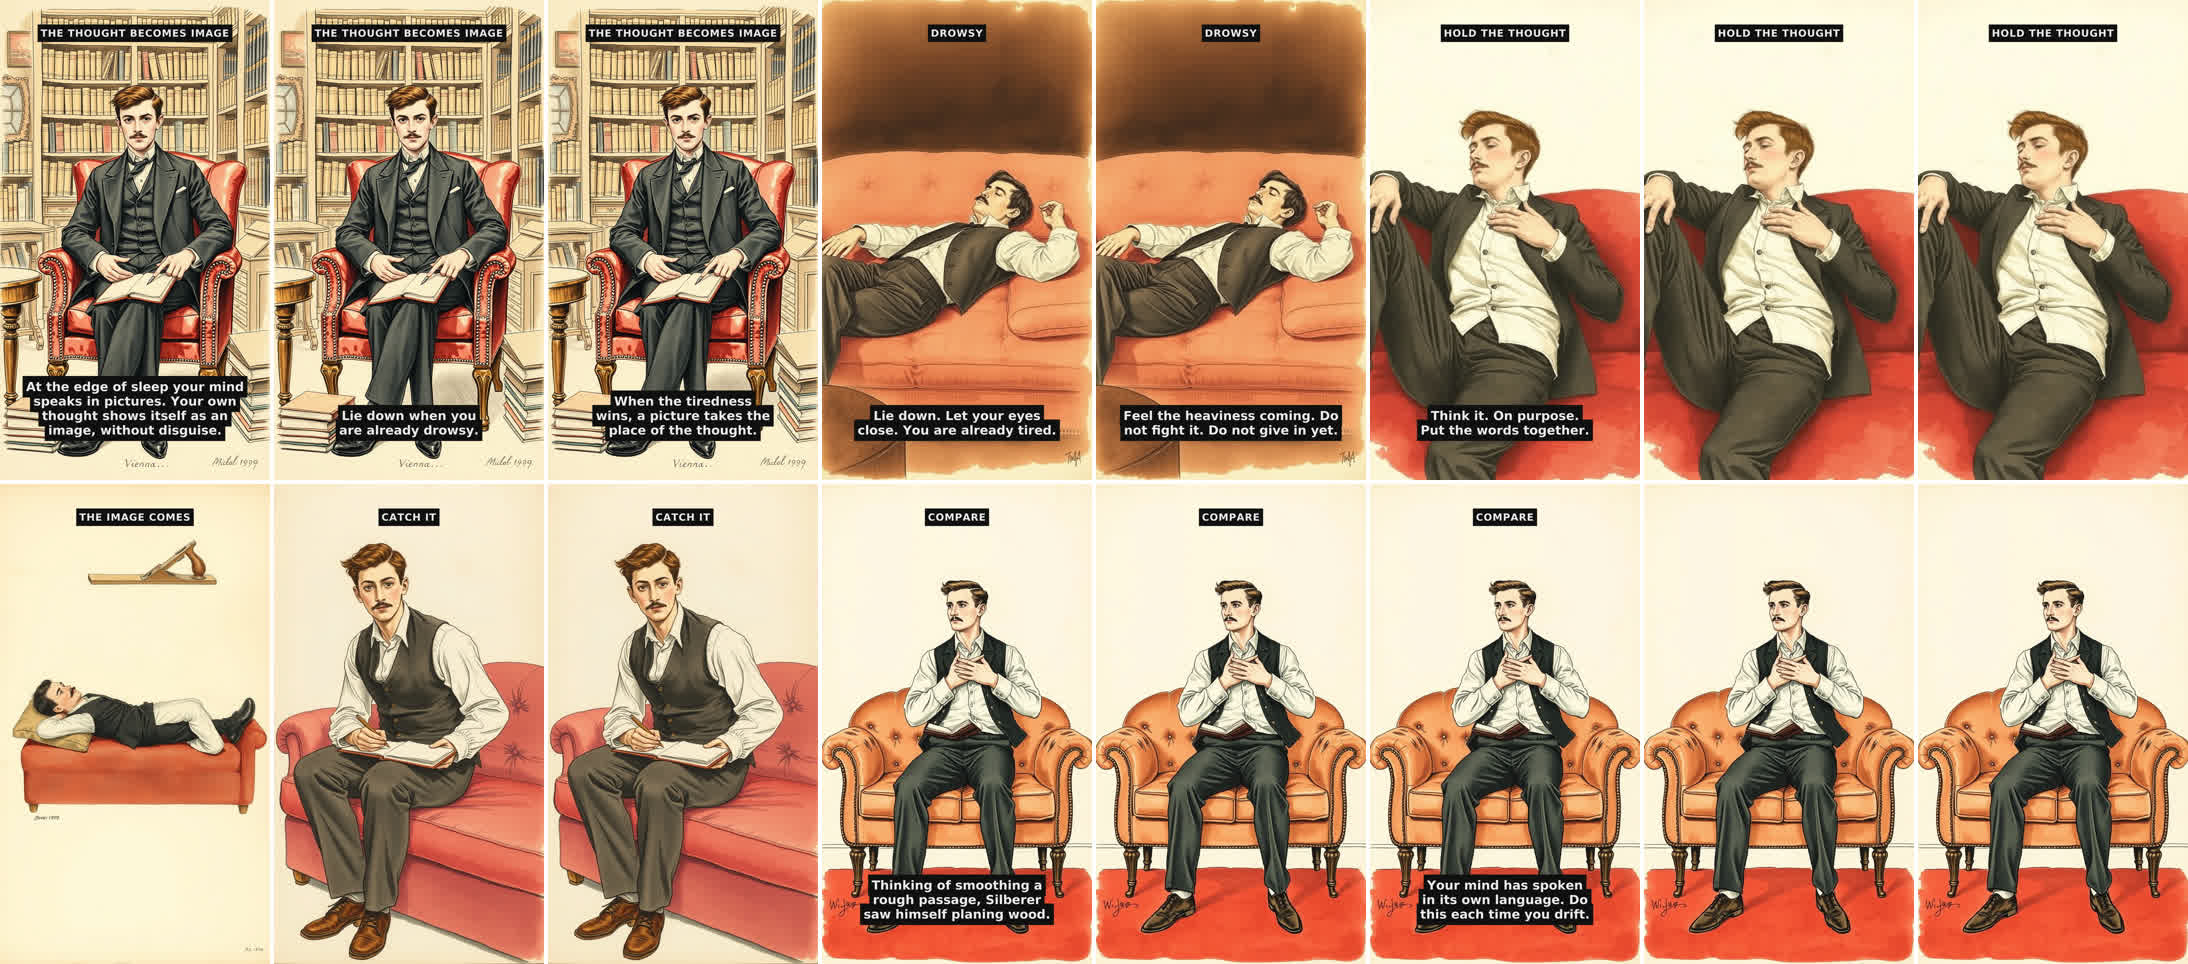 THE THOUGHT BECOMES IMAGE
At the edge of sleep your mind
speaks in pictures. Your own
thought shows itself as an
image, without disguise.
Vienna...
THE THOUGHT BECOMES IMAGE
Lie down when you
are already drowsy.
Vienna...
THE THOUGHT BECOMES IMAGE
When the tiredness
wins, a picture takes the
place of the thought.
Vienna..
DROWSY
Lie down. Let your eyes
close. You are already tired.
DROWSY
Feel the heaviness coming. Do
not fight it. Do not give in yet.
HOLD THE THOUGHT
Think it. On purpose.
Put the words together.
HOLD THE THOUGHT
HOLD THE THOUGHT
THE IMAGE COMES
CATCH IT
CATCH IT
COMPARE
Thinking of smoothing a
rough passage, Silberer
saw himself planing wood.
COMPARE
COMPARE
Your mind has spoken
in its own language. Do
this each time you drift.